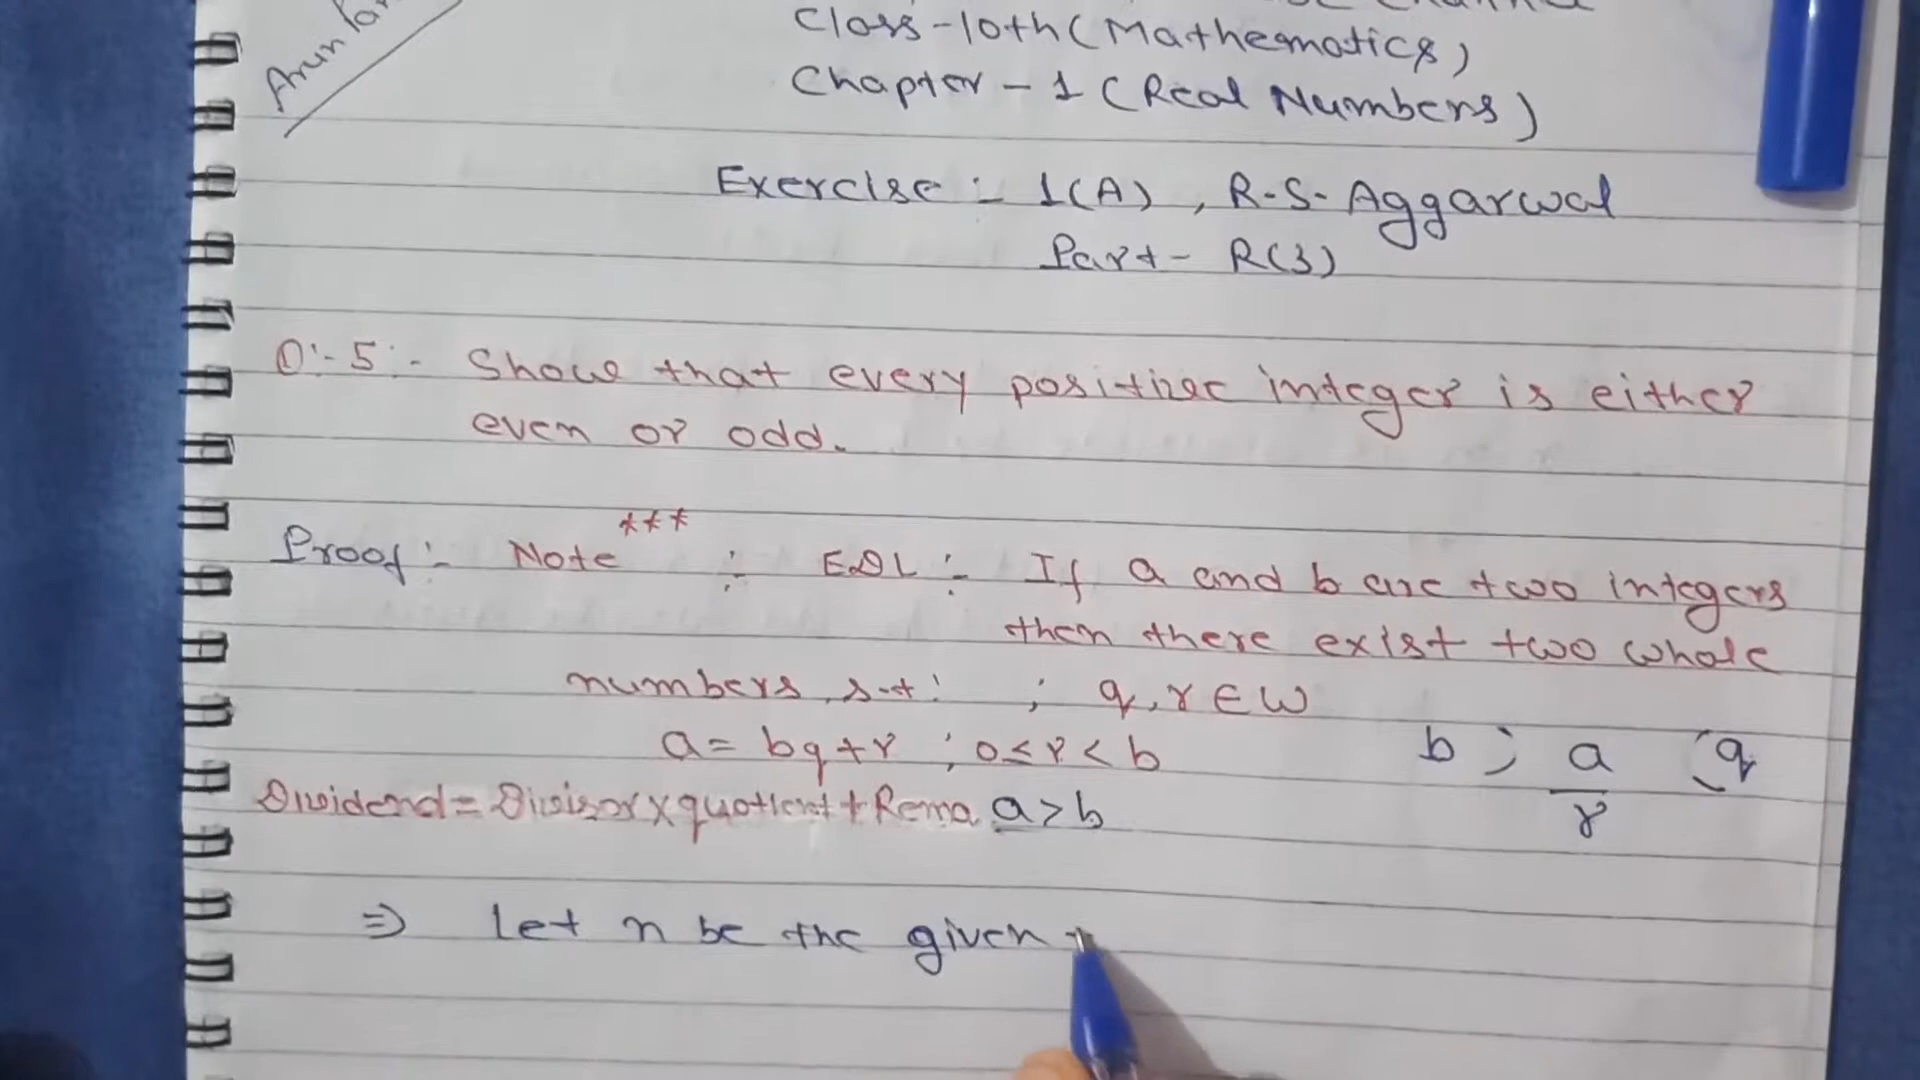 Arun
Class-10th (Mathematics)
Chapter - 1 (Real Numbers)
Exercise :- 1(A), R.S. Aggarwal
Part - R(3)
Q:-5:- Show that every positive integer is either
even or odd.
Proof :- Note *** :- EDL :- If a and b are two integers
then there exist two whole
numbers, s.t: ; q, r ∈ W
a = bq + r ; 0 ≤ r < b
b ) a ( q
r
Dividend = Divisor x quotient + Rema a > b
⇒ Let n be the given